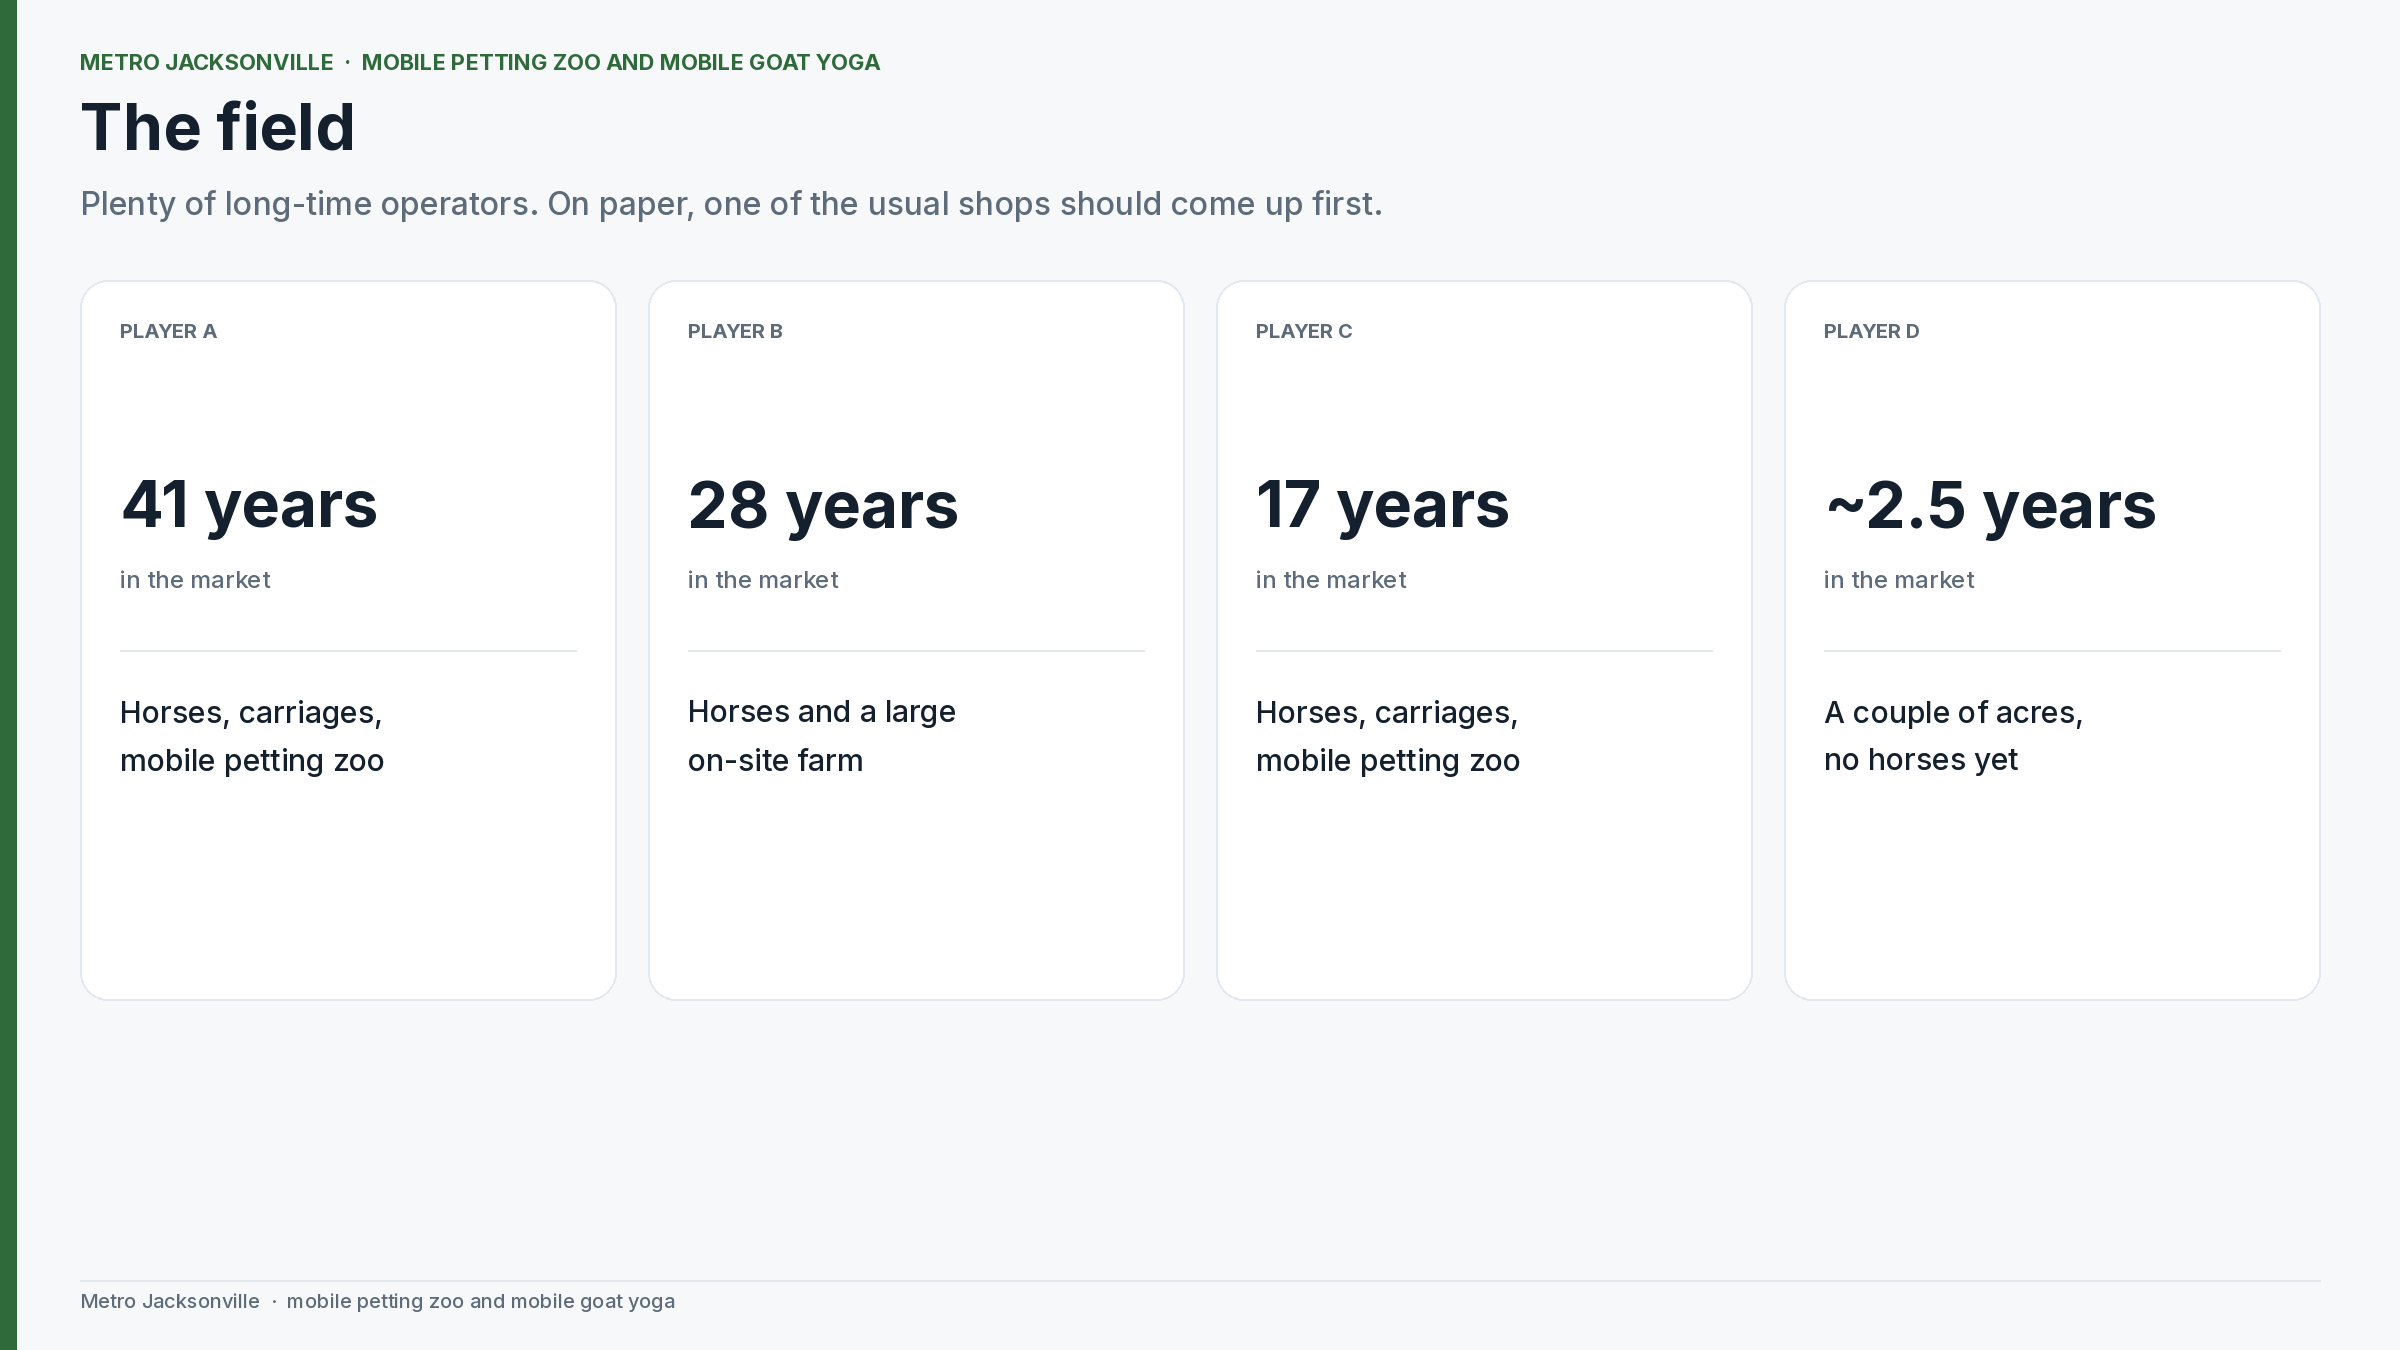 METRO JACKSONVILLE · MOBILE PETTING ZOO AND MOBILE GOAT YOGA
The field
Plenty of long-time operators. On paper, one of the usual shops should come up first.
PLAYER A
41 years
in the market
Horses, carriages,
mobile petting zoo
PLAYER B
28 years
in the market
Horses and a large
on-site farm
PLAYER C
17 years
in the market
Horses, carriages,
mobile petting zoo
PLAYER D
~2.5 years
in the market
A couple of acres,
no horses yet
Metro Jacksonville · mobile petting zoo and mobile goat yoga